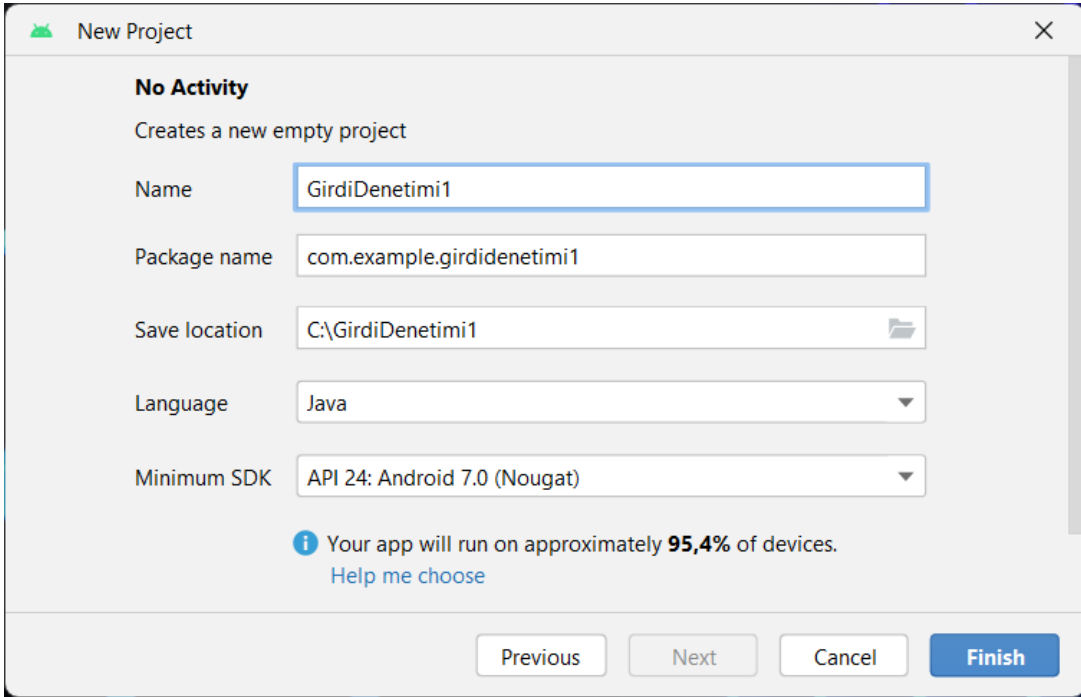 New Project
No Activity
Creates a new empty project
Name GirdiDenetimi1
Package name com.example.girdidenetimi1
Save location C:\GirdiDenetimi1
Language Java
Minimum SDK API 24: Android 7.0 (Nougat)
Your app will run on approximately 95,4% of devices.
Help me choose
Previous Next Cancel Finish